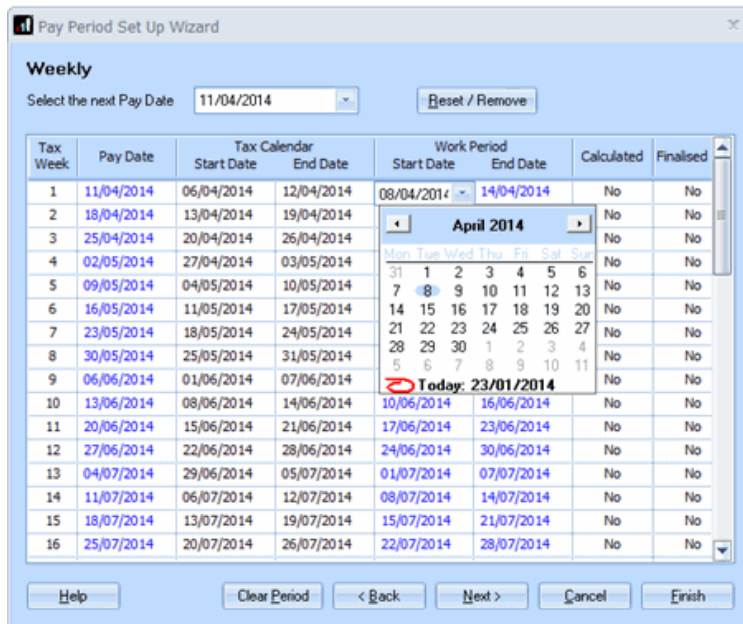 Pay Period Set Up Wizard
Weekly
Select the next Pay Date 11/04/2014 Reset / Remove
Tax Week Pay Date Tax Calendar Start Date End Date Work Period Start Date End Date Calculated Finalised
1 11/04/2014 06/04/2014 12/04/2014 08/04/2014 14/04/2014 No No
2 18/04/2014 13/04/2014 19/04/2014 No
3 25/04/2014 20/04/2014 26/04/2014 No
4 02/05/2014 27/04/2014 03/05/2014 No
5 09/05/2014 04/05/2014 10/05/2014 No
6 16/05/2014 11/05/2014 17/05/2014 No
7 23/05/2014 18/05/2014 24/05/2014 No
8 30/05/2014 25/05/2014 31/05/2014 No
9 06/06/2014 01/06/2014 07/06/2014 No
April 2014
Mon Tue Wed Thu Fri Sat Sun
31 1 2 3 4 5 6
7 8 9 10 11 12 13
14 15 16 17 18 19 20
21 22 23 24 25 26 27
28 29 30 1 2 3 4
5 6 7 8 9 10 11
Today: 23/01/2014
10 13/06/2014 08/06/2014 14/06/2014 10/06/2014 16/06/2014 No No
11 20/06/2014 15/06/2014 21/06/2014 17/06/2014 23/06/2014 No No
12 27/06/2014 22/06/2014 28/06/2014 24/06/2014 30/06/2014 No No
13 04/07/2014 29/06/2014 05/07/2014 01/07/2014 07/07/2014 No No
14 11/07/2014 06/07/2014 12/07/2014 08/07/2014 14/07/2014 No No
15 18/07/2014 13/07/2014 19/07/2014 15/07/2014 21/07/2014 No No
16 25/07/2014 20/07/2014 26/07/2014 22/07/2014 28/07/2014 No No
Help Clear Period < Back Next > Cancel Finish